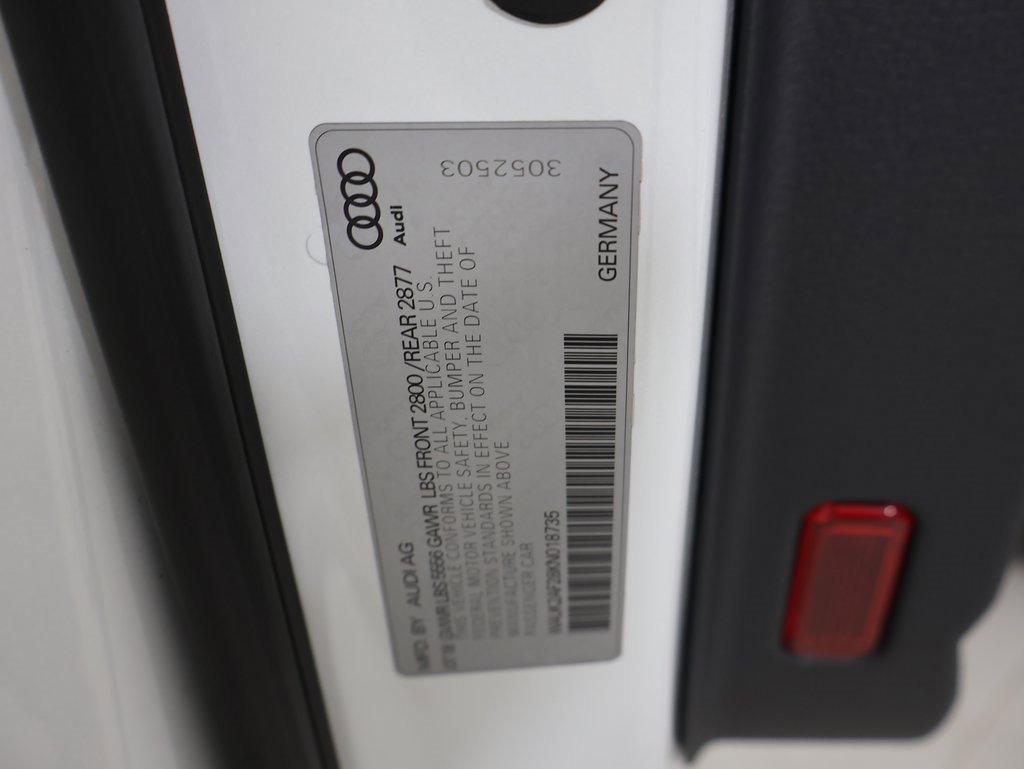 Audi
MFD. BY AUDI AG
GVWR LBS 5556 GAWR LBS FRONT 2800/REAR 2877
THIS VEHICLE CONFORMS TO ALL APPLICABLE U.S.
FEDERAL MOTOR VEHICLE SAFETY, BUMPER AND THEFT
PREVENTION STANDARDS IN EFFECT ON THE DATE OF
MANUFACTURE SHOWN ABOVE
PASSENGER CAR
GERMANY
3052503